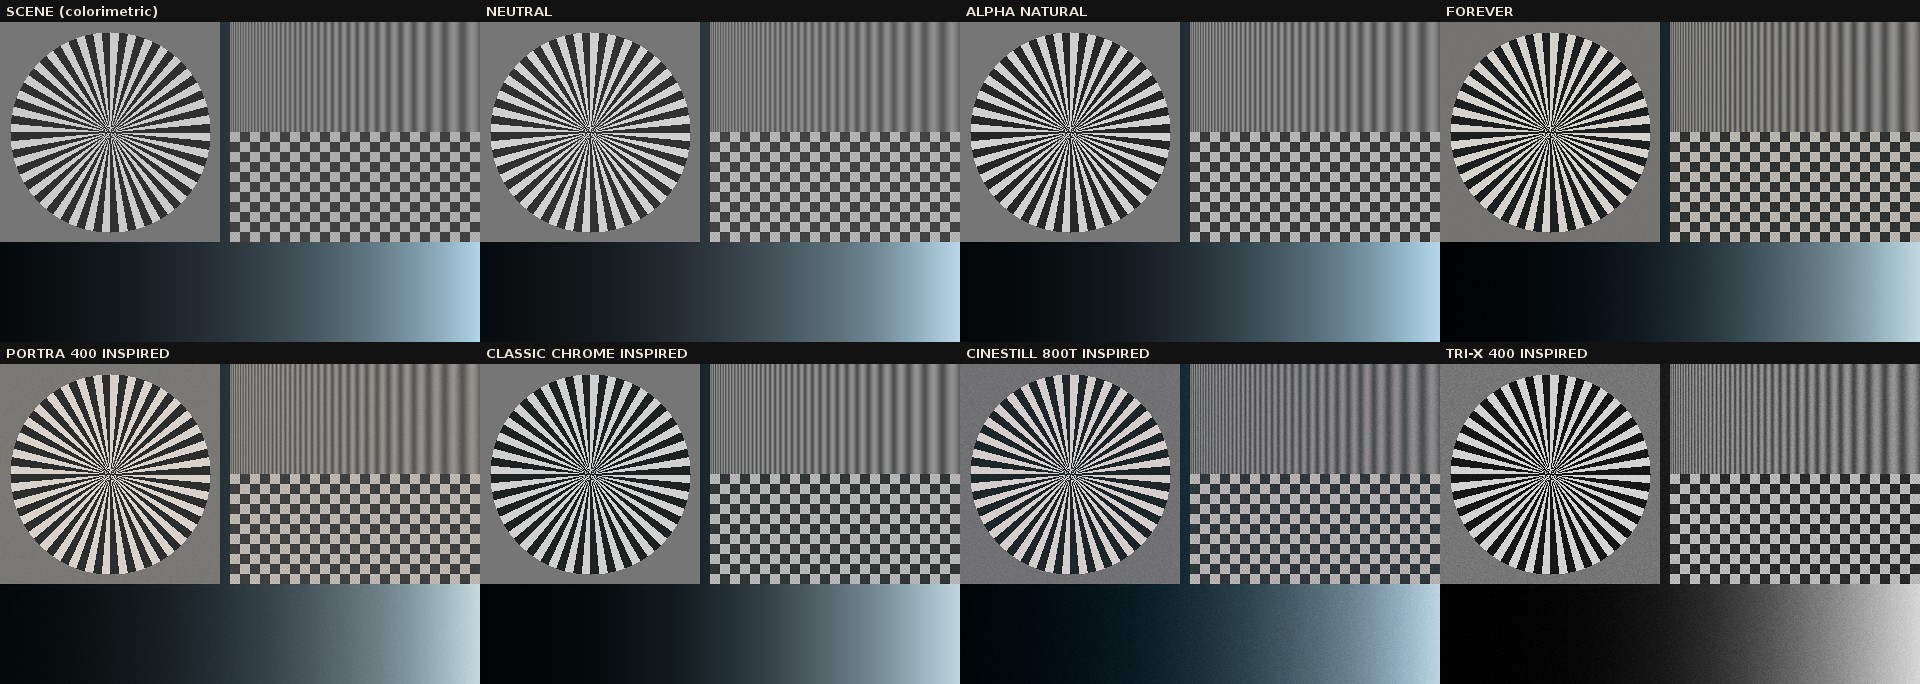 SCENE (colorimetric)
NEUTRAL
ALPHA NATURAL
FOREVER
PORTRA 400 INSPIRED
CLASSIC CHROME INSPIRED
CINESTILL 800T INSPIRED
TRI-X 400 INSPIRED